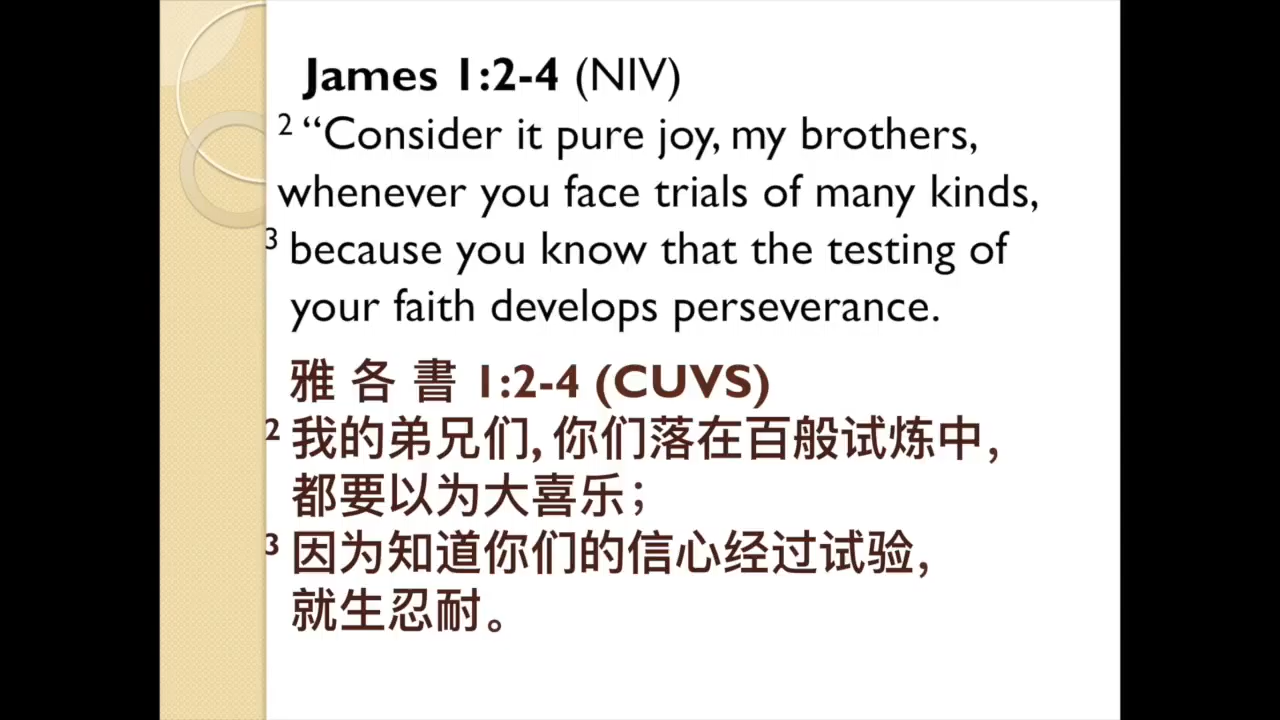 James 1:2-4 (NIV)
2 “Consider it pure joy, my brothers,
whenever you face trials of many kinds,
3 because you know that the testing of
your faith develops perseverance.
雅 各 書 1:2-4 (CUVS)
2 我的弟兄们, 你们落在百般试炼中,
都要以为大喜乐;
3 因为知道你们的信心经过试验,
就生忍耐。